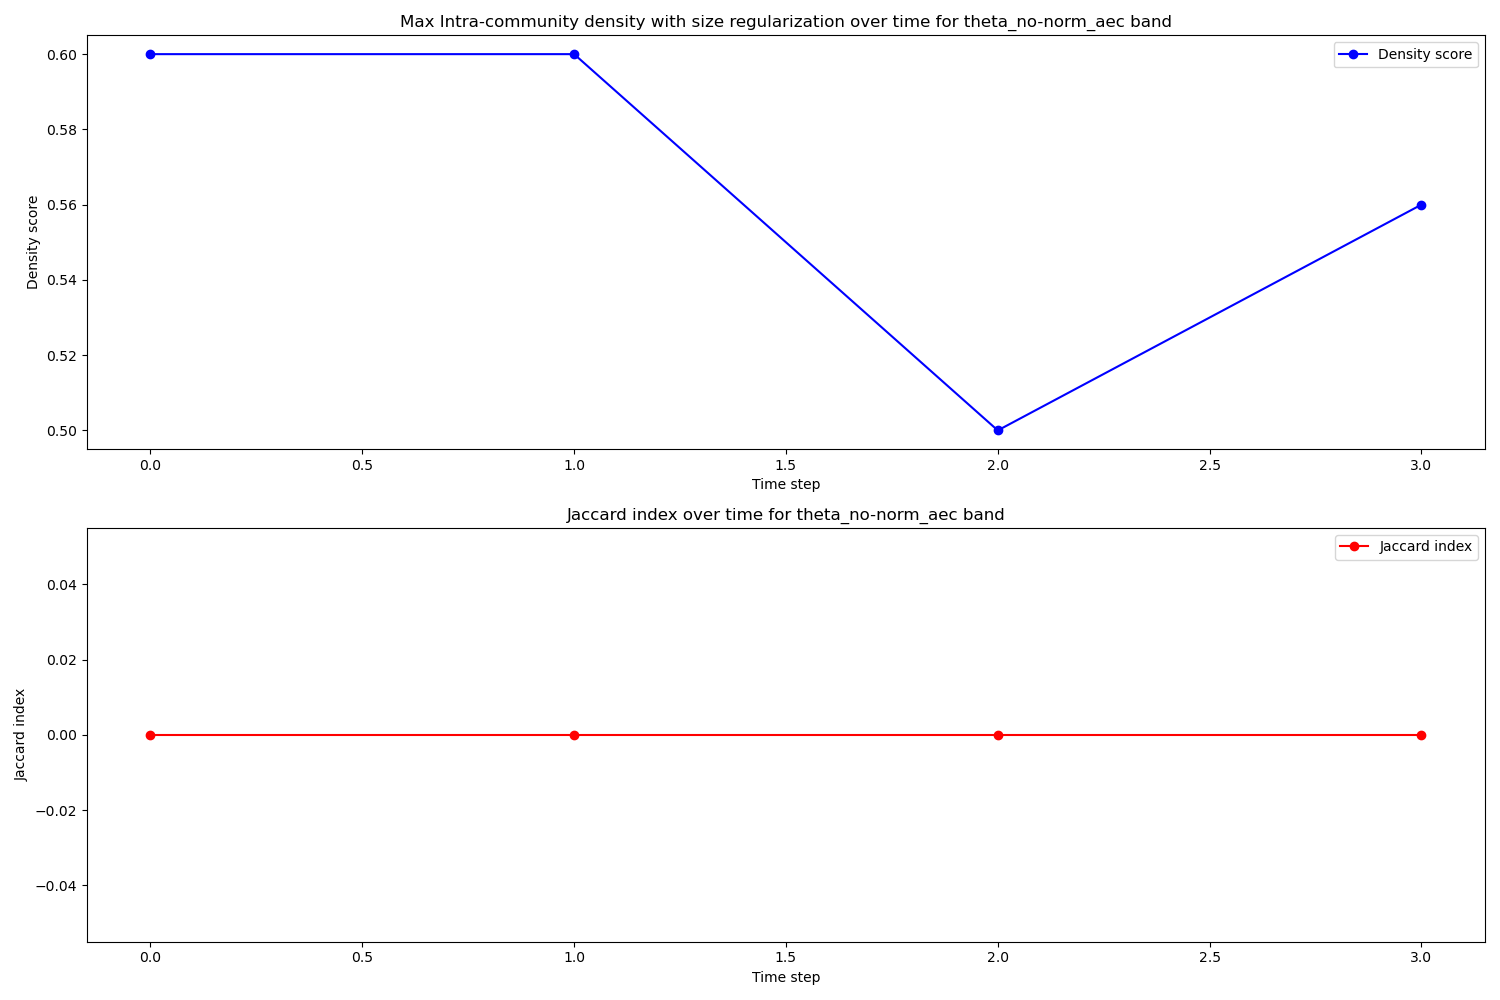 Max Intra-community density with size regularization over time for theta_no-norm_aec band
Density score
0.60
0.58
0.56
0.54
0.52
0.50
Density score
0.0 0.5 1.0 1.5 2.0 2.5 3.0
Time step
Jaccard index over time for theta_no-norm_aec band
Jaccard index
0.04
0.02
0.00
−0.02
−0.04
Jaccard index
0.0 0.5 1.0 1.5 2.0 2.5 3.0
Time step